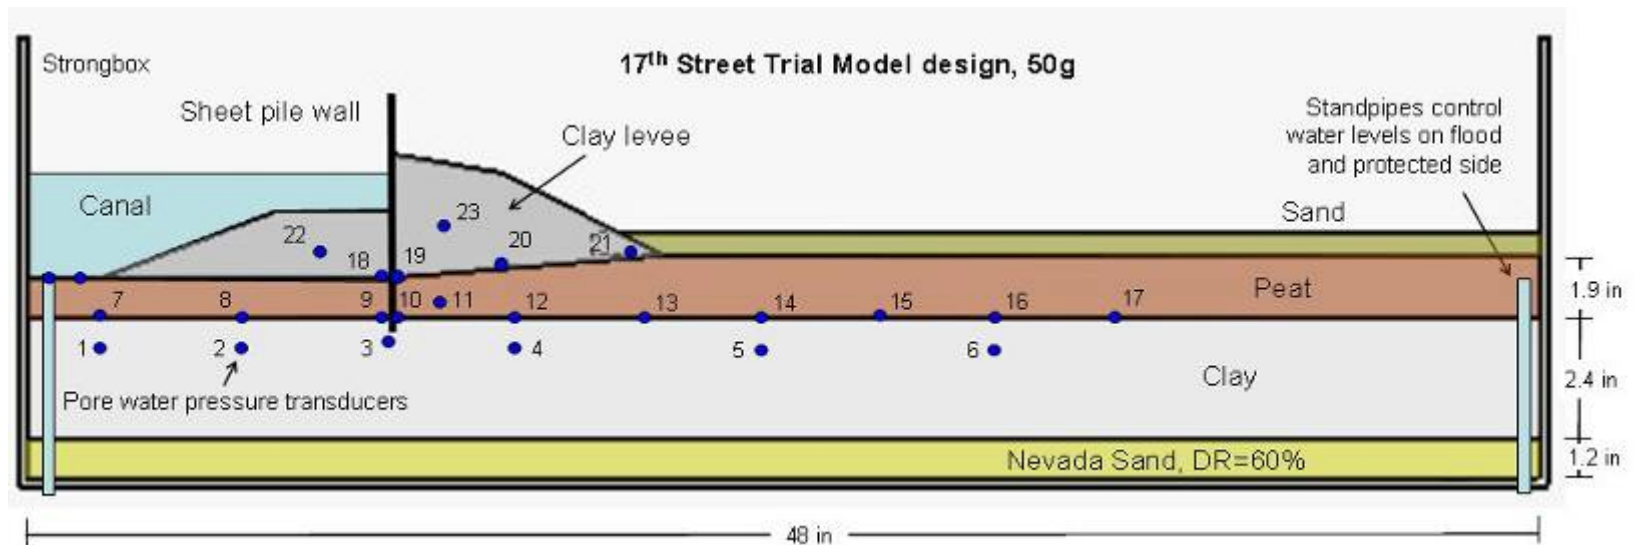 Strongbox
17th Street Trial Model design, 50g
Sheet pile wall
Clay levee
Standpipes control
water levels on flood
and protected side
Canal
Sand
23
22
20
21
18
19
7
8
9
10
11
12
13
14
15
16
17
Peat
1.9 in
1
2
3
4
5
6
Clay
2.4 in
Pore water pressure transducers
Nevada Sand, DR=60%
1.2 in
48 in